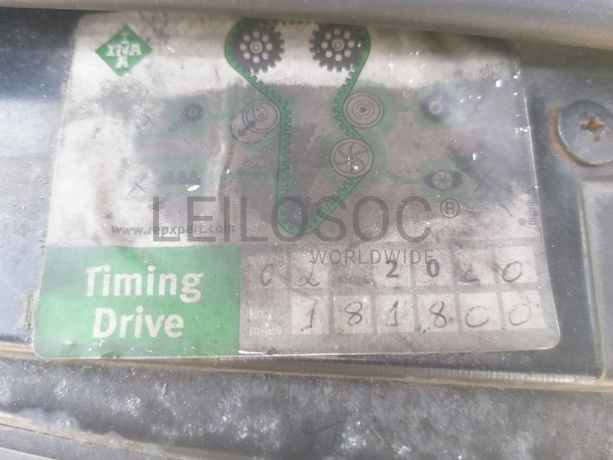 INA
www.repxpert.com
LEILOSOC®
WORLDWIDE
Timing
Drive
02 2020
km / miles 181800